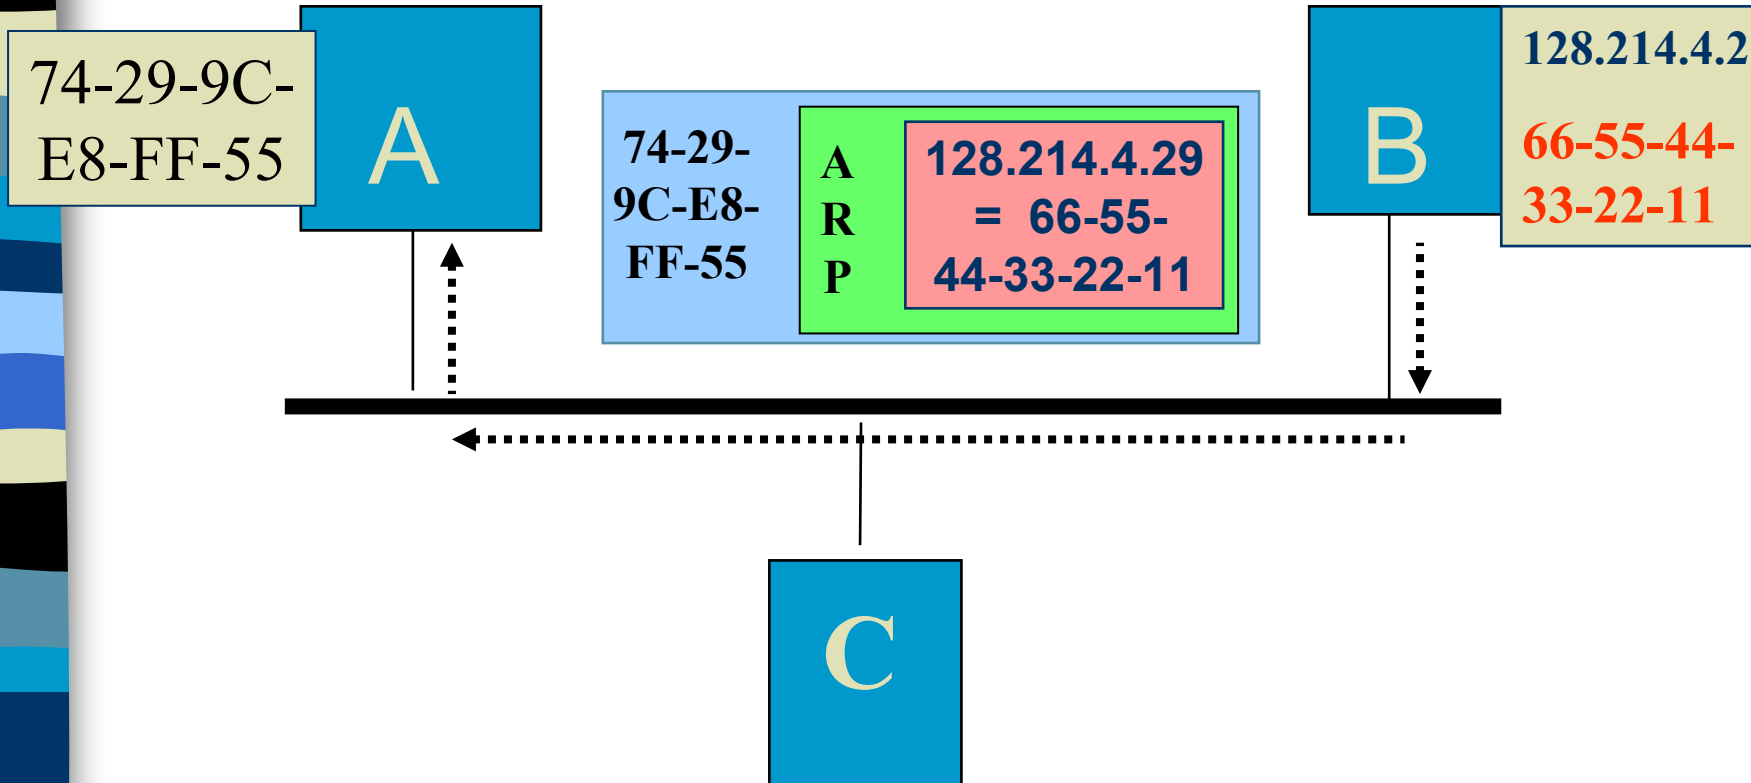 74-29-9C-
E8-FF-55
A
74-29-
9C-E8-
FF-55
A
R
P
128.214.4.29
= 66-55-
44-33-22-11
B
128.214.4.2
66-55-44-
33-22-11
C